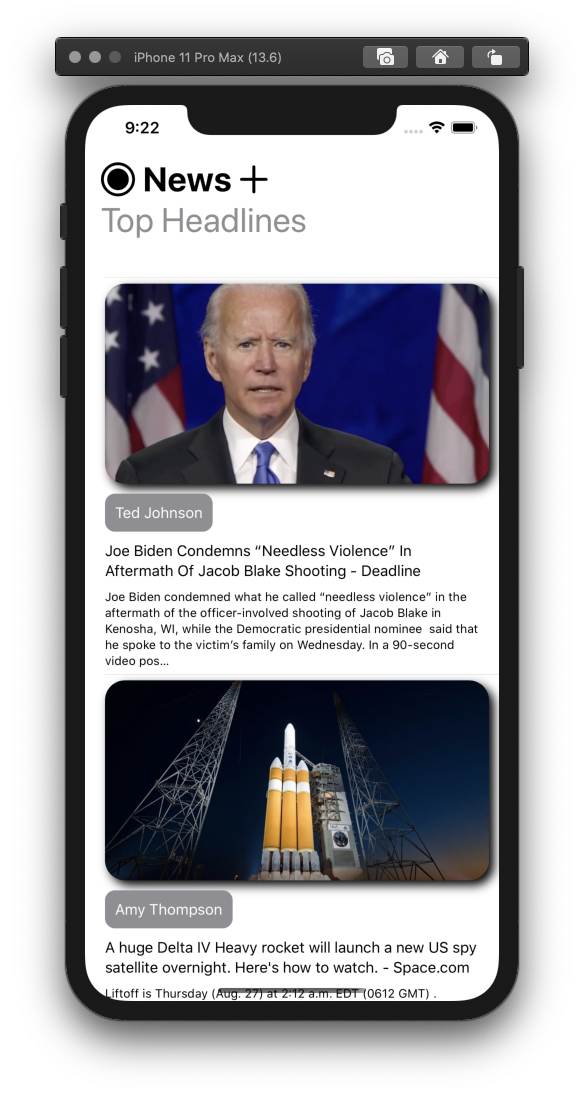 iPhone 11 Pro Max (13.6)
9:22
News
Top Headlines
Ted Johnson
Joe Biden Condemns “Needless Violence” In
Aftermath Of Jacob Blake Shooting - Deadline
Joe Biden condemned what he called “needless violence” in the
aftermath of the officer-involved shooting of Jacob Blake in
Kenosha, WI, while the Democratic presidential nominee  said that
he spoke to the victim’s family on Wednesday. In a 90-second
video pos…
Amy Thompson
A huge Delta IV Heavy rocket will launch a new US spy
satellite overnight. Here's how to watch. - Space.com
Liftoff is Thursday (Aug. 27) at 2:12 a.m. EDT (0612 GMT) .